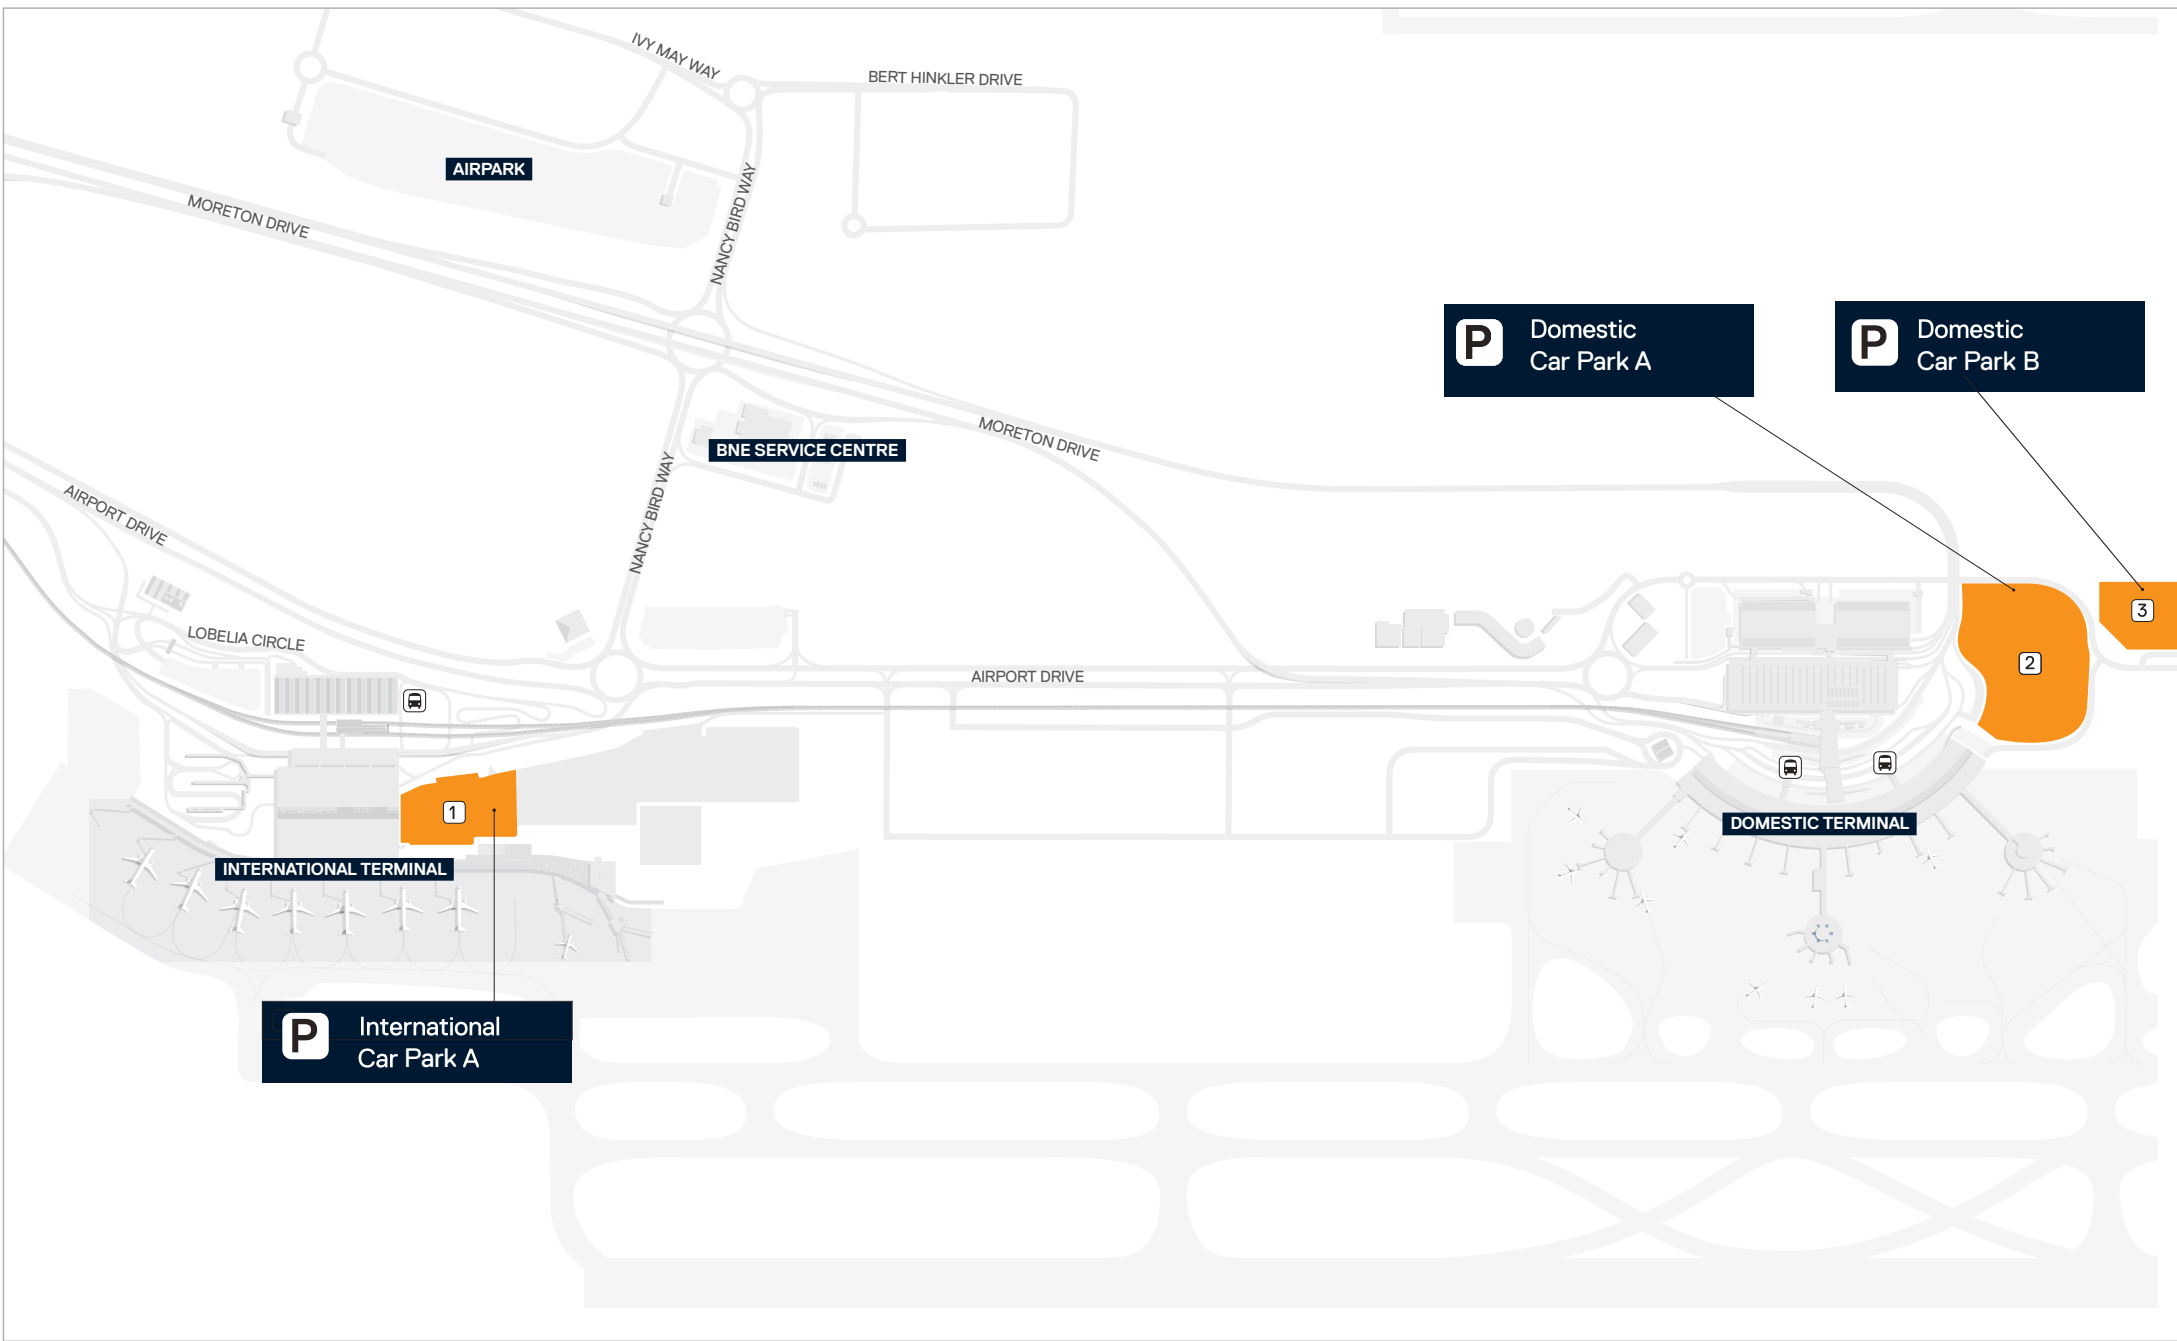 IVY MAY WAY
BERT HINKLER DRIVE
AIRPARK
MORETON DRIVE
NANCY BIRD WAY
P
Domestic
Car Park A
P
Domestic
Car Park B
BNE SERVICE CENTRE
MORETON DRIVE
NANCY BIRD WAY
AIRPORT DRIVE
LOBELIA CIRCLE
AIRPORT DRIVE
3
2
1
DOMESTIC TERMINAL
INTERNATIONAL TERMINAL
P
International
Car Park A